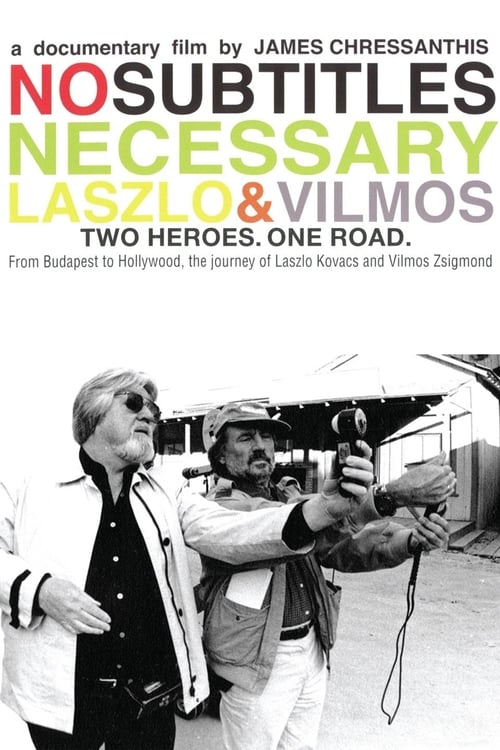 a documentary film by JAMES CHRESSANTHIS
NO SUBTITLES
NECESSARY
LASZLO & VILMOS
TWO HEROES. ONE ROAD.
From Budapest to Hollywood, the journey of Laszlo Kovacs and Vilmos Zsigmond